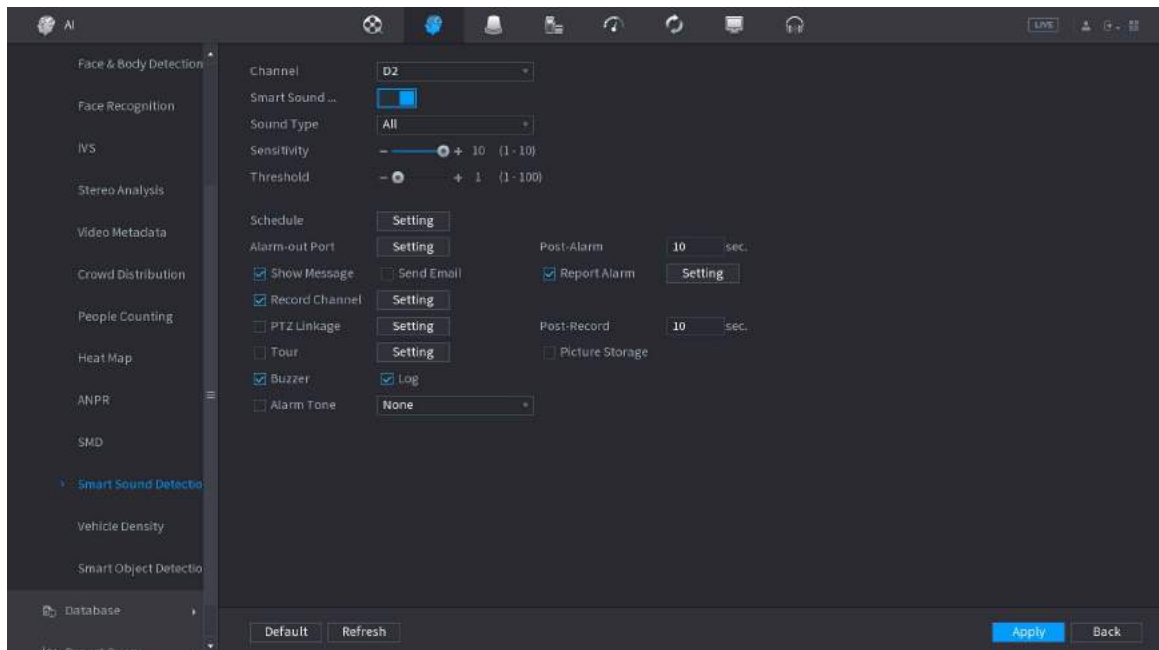 AI
LIVE
Face & Body Detection
Face Recognition
IVS
Stereo Analysis
Video Metadata
Crowd Distribution
People Counting
Heat Map
ANPR
SMD
Smart Sound Detectio
Vehicle Density
Smart Object Detectio
Database
Channel D2
Smart Sound ...
Sound Type All
Sensitivity - + 10 (1 - 10)
Threshold - + 1 (1 - 100)
Schedule Setting
Alarm-out Port Setting Post-Alarm 10 sec.
Show Message Send Email Report Alarm Setting
Record Channel Setting
PTZ Linkage Setting Post-Record 10 sec.
Tour Setting Picture Storage
Buzzer Log
Alarm Tone None
Default Refresh Apply Back